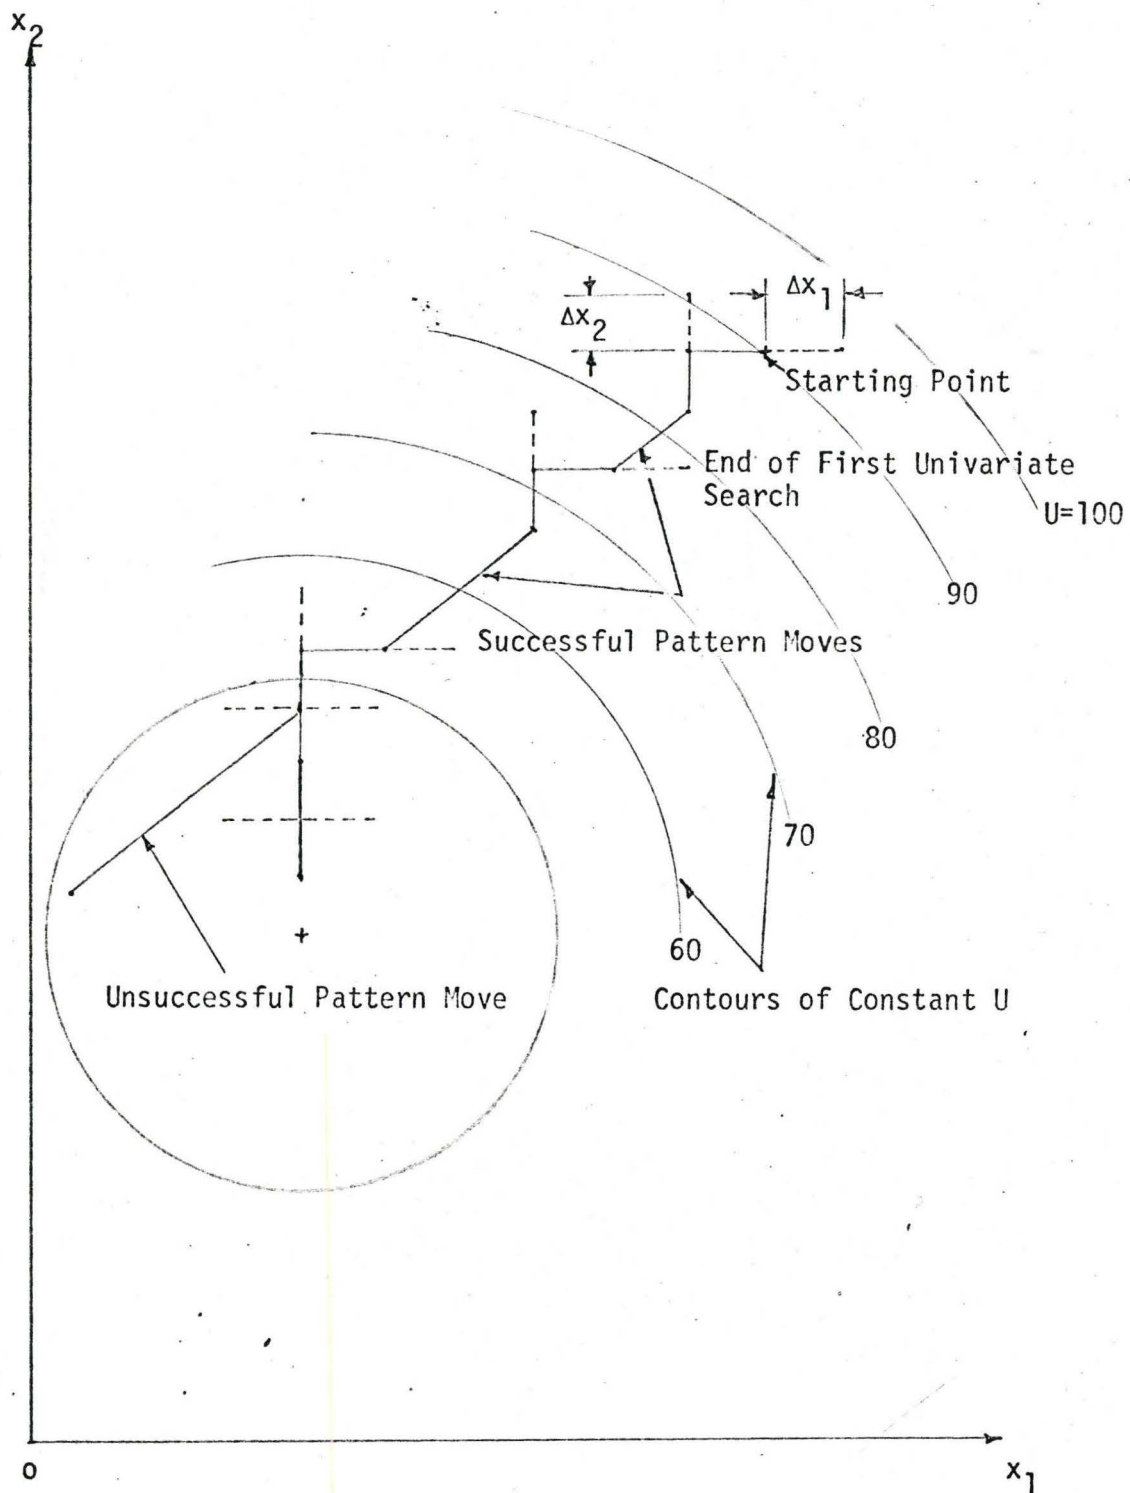 x2
Δx1
Δx2
Starting Point
End of First Univariate
Search
U=100
90
Successful Pattern Moves
80
70
60
Unsuccessful Pattern Move
Contours of Constant U
0
x1